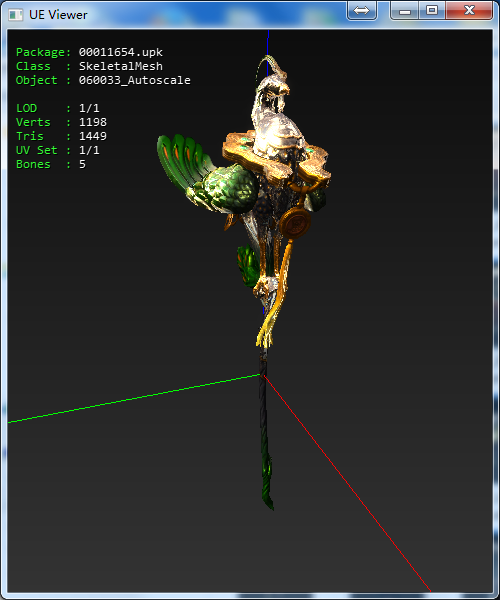 UE Viewer
Package: 00011654.upk
Class : SkeletalMesh
Object : 060033_Autoscale
LOD : 1/1
Verts : 1198
Tris : 1449
UV Set : 1/1
Bones : 5